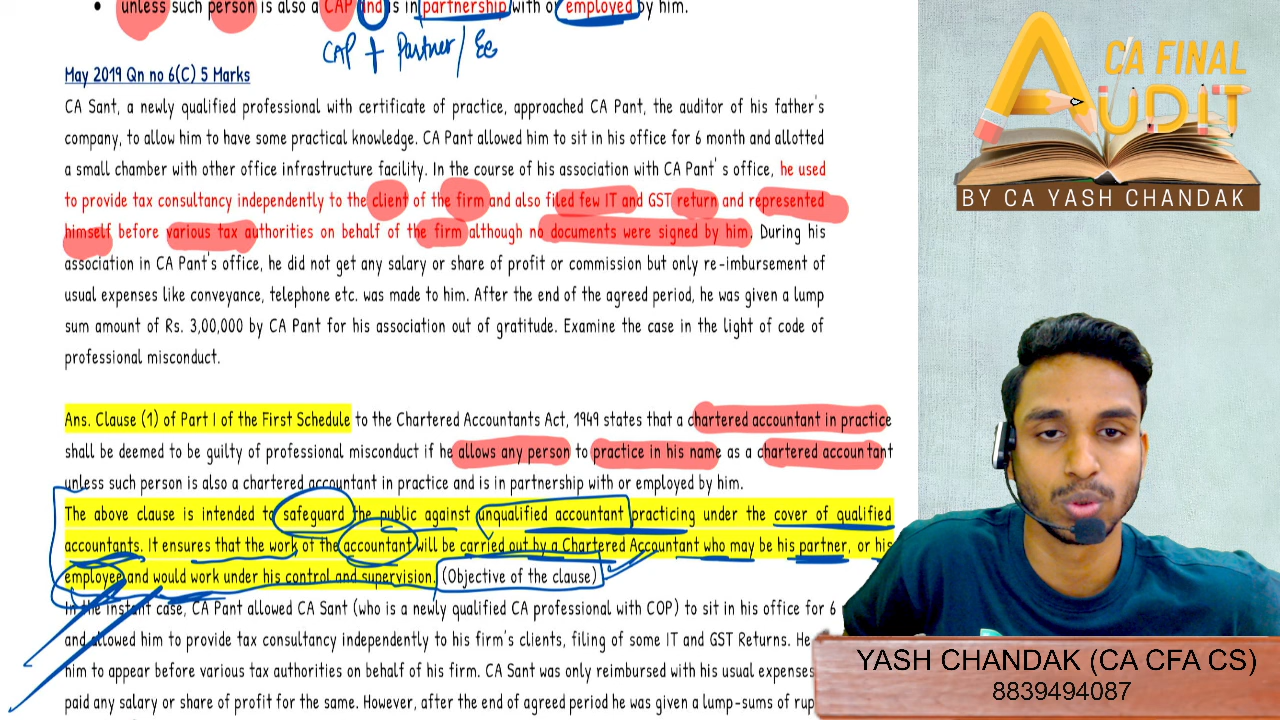 • unless such person is also a CAP and is in partnership with or employed by him.
CAP + Partner / EE
May 2019 Qn no 6(C) 5 Marks
CA Sant, a newly qualified professional with certificate of practice, approached CA Pant, the auditor of his father's
company, to allow him to have some practical knowledge. CA Pant allowed him to sit in his office for 6 month and allotted
a small chamber with other office infrastructure facility. In the course of his association with CA Pant' s office, he used
to provide tax consultancy independently to the client of the firm and also filed few IT and GST return and represented
himself before various tax authorities on behalf of the firm although no documents were signed by him. During his
association in CA Pant's office, he did not get any salary or share of profit or commission but only re-imbursement of
usual expenses like conveyance, telephone etc. was made to him. After the end of the agreed period, he was given a lump
sum amount of Rs. 3,00,000 by CA Pant for his association out of gratitude. Examine the case in the light of code of
professional misconduct.
Ans. Clause (1) of Part I of the First Schedule to the Chartered Accountants Act, 1949 states that a chartered accountant in practice
shall be deemed to be guilty of professional misconduct if he allows any person to practice in his name as a chartered accountant
unless such person is also a chartered accountant in practice and is in partnership with or employed by him.
The above clause is intended to safeguard the public against unqualified accountant practicing under the cover of qualified
accountants. It ensures that the work of the accountant will be carried out by a Chartered Accountant who may be his partner, or his
employee and would work under his control and supervision. (Objective of the clause)
In the instant case, CA Pant allowed CA Sant (who is a newly qualified CA professional with COP) to sit in his office for 6
and allowed him to provide tax consultancy independently to his firm's clients, filing of some IT and GST Returns. He
him to appear before various tax authorities on behalf of his firm. CA Sant was only reimbursed with his usual expenses
paid any salary or share of profit for the same. However, after the end of agreed period he was given a lump-sums of
CA FINAL
AUDIT
BY CA YASH CHANDAK
YASH CHANDAK (CA CFA CS)
8839494087